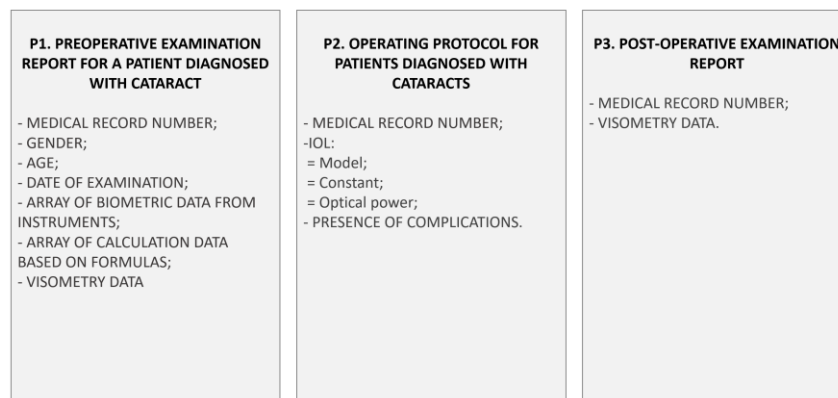 P1. PREOPERATIVE EXAMINATION
REPORT FOR A PATIENT DIAGNOSED
WITH CATARACT
- MEDICAL RECORD NUMBER;
- GENDER;
- AGE;
- DATE OF EXAMINATION;
- ARRAY OF BIOMETRIC DATA FROM
INSTRUMENTS;
- ARRAY OF CALCULATION DATA
BASED ON FORMULAS;
- VISOMETRY DATA
P2. OPERATING PROTOCOL FOR
PATIENTS DIAGNOSED WITH
CATARACTS
- MEDICAL RECORD NUMBER;
-IOL:
= Model;
= Constant;
= Optical power;
- PRESENCE OF COMPLICATIONS.
P3. POST-OPERATIVE EXAMINATION
REPORT
- MEDICAL RECORD NUMBER;
- VISOMETRY DATA.